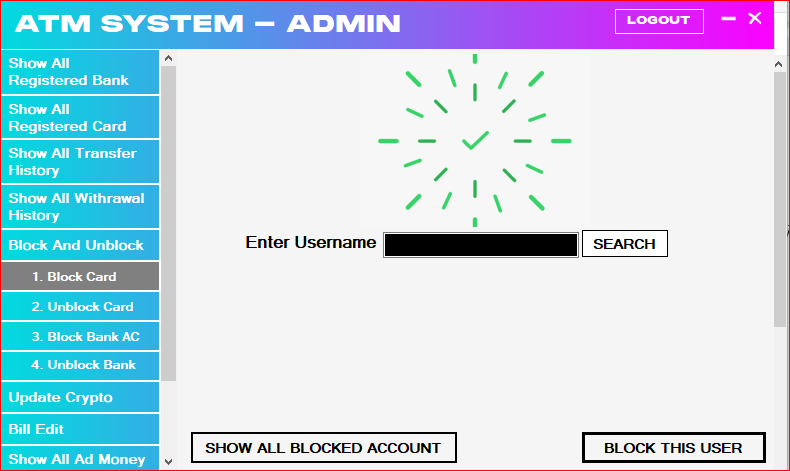 ATM SYSTEM – ADMIN
LOGOUT
Show All
Registered Bank
Show All
Registered Card
Show All Transfer
History
Show All Withrawal
History
Block And Unblock
1. Block Card
2. Unblock Card
3. Block Bank AC
4. Unblock Bank
Update Crypto
Bill Edit
Show All Ad Money
Enter Username
SEARCH
SHOW ALL BLOCKED ACCOUNT
BLOCK THIS USER